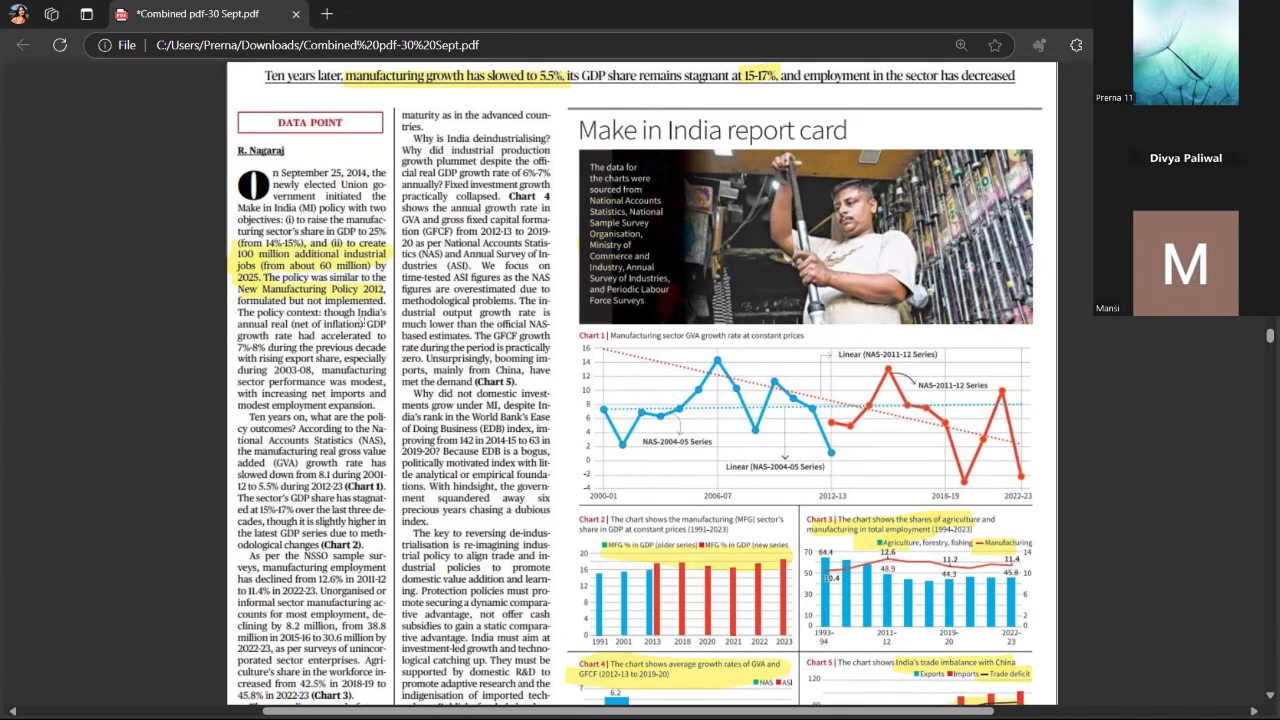 *Combined pdf-30 Sept.pdf
File
C:/Users/Prerna/Downloads/Combined%20pdf-30%20Sept.pdf
Prerna 11
Divya Paliwal
M
Mansi
Ten years later, manufacturing growth has slowed to 5.5%, its GDP share remains stagnant at 15-17%, and employment in the sector has decreased
DATA POINT
R. Nagaraj
On September 25, 2014, the
newly elected Union go-
vernment initiated the
Make in India (MI) policy with two
objectives: (i) to raise the manufac-
turing sector's share in GDP to 25%
(from 14%-15%), and (ii) to create
100 million additional industrial
jobs (from about 60 million) by
2025. The policy was similar to the
New Manufacturing Policy 2012,
formulated but not implemented.
The policy context: though India's
annual real (net of inflation) GDP
growth rate had accelerated to
7%-8% during the previous decade
with rising export share, especially
during 2003-08, manufacturing
sector performance was modest,
with increasing net imports and
modest employment expansion.
Ten years on, what are the poli-
cy outcomes? According to the Na-
tional Accounts Statistics (NAS),
the manufacturing real gross value
added (GVA) growth rate has
slowed down from 8.1 during 2001-
12 to 5.5% during 2012-23 (Chart 1).
The sector's GDP share has stagnat-
ed at 15%-17% over the last three de-
cades, though it is slightly higher in
the latest GDP series due to meth-
odological changes (Chart 2).
As per the NSSO sample sur-
veys, manufacturing employment
has declined from 12.6% in 2011-12
to 11.4% in 2022-23. Unorganised or
informal sector manufacturing ac-
counts for most employment, de-
clining by 8.2 million, from 38.8
million in 2015-16 to 30.6 million by
2022-23, as per surveys of unincor-
porated sector enterprises. Agri-
culture's share in the workforce in-
creased from 42.5% in 2018-19 to
45.8% in 2022-23 (Chart 3).
maturity as in the advanced coun-
tries.
Why is India deindustrialising?
Why did industrial production
growth plummet despite the offi-
cial real GDP growth rate of 6%-7%
annually? Fixed investment growth
practically collapsed. Chart 4
shows the annual growth rate in
GVA and gross fixed capital forma-
tion (GFCF) from 2012-13 to 2019-
20 as per National Accounts Statis-
tics (NAS) and Annual Survey of In-
dustries (ASI). We focus on
time-tested ASI figures as the NAS
figures are overestimated due to
methodological problems. The in-
dustrial output growth rate is
much lower than the official NAS-
based estimates. The GFCF growth
rate during the period is practically
zero. Unsurprisingly, booming im-
ports, mainly from China, have
met the demand (Chart 5).
Why did not domestic invest-
ments grow under MI, despite In-
dia's rank in the World Bank's Ease
of Doing Business (EDB) index, im-
proving from 142 in 2014-15 to 63 in
2019-20? Because EDB is a bogus,
politically motivated index with lit-
tle analytical or empirical founda-
tions. With hindsight, the govern-
ment squandered away six
precious years chasing a dubious
index.
The key to reversing de-indus-
trialisation is re-imagining indus-
trial policy to align trade and in-
dustrial policies to promote
domestic value addition and learn-
ing. Protection policies must pro-
mote securing a dynamic compara-
tive advantage, not offer cash
subsidies to gain a static compara-
tive advantage. India must aim at
investment-led growth and techno-
logical catching up. They must be
supported by domestic R&D to
promote adaptive research and the
indigenisation of imported tech-
Make in India report card
The data for
the charts were
sourced from
National Accounts
Statistics, National
Sample Survey
Organisation,
Ministry of
Commerce and
Industry, Annual
Survey of Industries,
and Periodic Labour
Force Surveys
Chart 1 | Manufacturing sector GVA growth rate at constant prices
16
14
12
10
8
6
4
2
0
-2
-4
Linear (NAS-2011-12 Series)
NAS-2011-12 Series
NAS-2004-05 Series
Linear (NAS-2004-05 Series)
2000-01 2006-07 2012-13 2018-19 2022-23
Chart 2 | The chart shows the manufacturing (MFG) sector's
share in GDP at constant prices (1991-2023)
MFG % in GDP (older series) MFG % in GDP (new series
20
16
12
8
4
0
1991 2001 2013 2018 2020 2021 2022 2023
Chart 3 | The chart shows the shares of agriculture and
manufacturing in total employment (1994-2023)
Agriculture, forestry, fishing Manufacturing
70 64.4 12.6 11.2 11.4 14
50 10.4 48.9 44.3 45.8 10
30 6
10 2
0 0
1993- 2011- 2019- 2022-
94 12 20 23
Chart 4 | The chart shows average growth rates of GVA and
GFCF (2012-13 to 2019-20)
NAS ASI
7
6.2
Chart 5 | The chart shows India's trade imbalance with China
Exports Imports Trade deficit
120